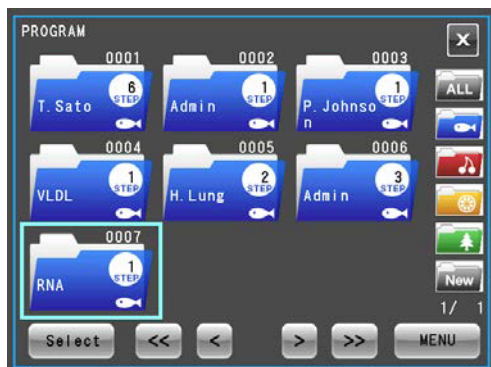 PROGRAM
X
0001 0002 0003
6 STEP 1 STEP 1 STEP
T.Sato Admin P.Johnso
n
ALL
0004 0005 0006
1 STEP 2 STEP 3 STEP
VLDL H.Lung Admin
0007
1 STEP
RNA
New
1/ 1
Select << < > >> MENU